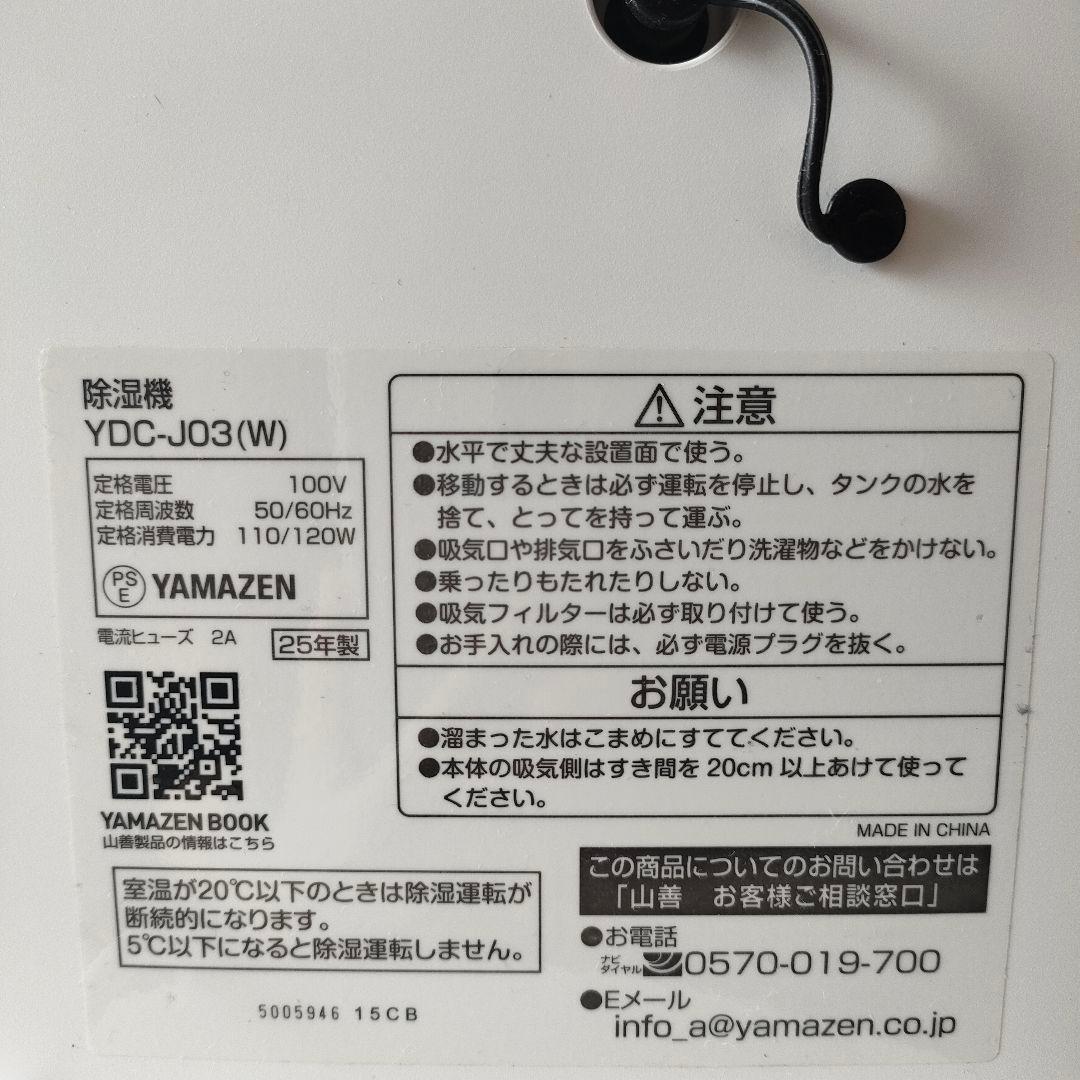 除湿機
YDC-J03(W)
定格電圧 100V
定格周波数 50/60Hz
定格消費電力 110/120W
PS
E
YAMAZEN
電流ヒューズ 2A
25年製
YAMAZEN BOOK
山善製品の情報はこちら
室温が20℃以下のときは除湿運転が
断続的になります。
5℃以下になると除湿運転しません。
5005946 15CB
注意
●水平で丈夫な設置面で使う。
●移動するときは必ず運転を停止し、タンクの水を
捨て、とってを持って運ぶ。
●吸気口や排気口をふさいだり洗濯物などをかけない。
●乗ったりもたれたりしない。
●吸気フィルターは必ず取り付けて使う。
●お手入れの際には、必ず電源プラグを抜く。
お願い
●溜まった水はこまめにすててください。
●本体の吸気側はすき間を20cm以上あけて使って
ください。
MADE IN CHINA
この商品についてのお問い合わせは
「山善 お客様ご相談窓口」
●お電話
ナビ
ダイヤル
0570-019-700
●Eメール
info_a@yamazen.co.jp